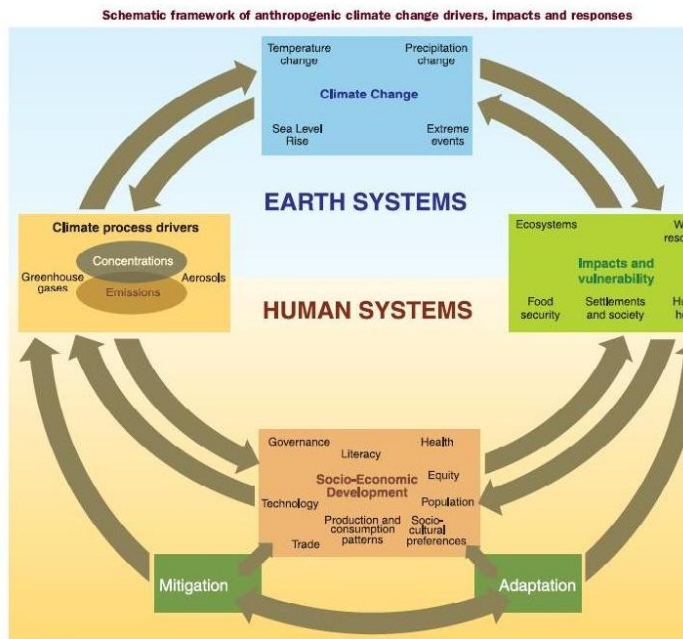 Schematic framework of anthropogenic climate change drivers, impacts and responses
Temperature
change
Precipitation
change
Climate Change
Sea Level
Rise
Extreme
events
EARTH SYSTEMS
Climate process drivers
Concentrations
Greenhouse
gases
Aerosols
Emissions
Ecosystems
Impacts and
vulnerability
Food
security
Settlements
and society
HUMAN SYSTEMS
Governance
Literacy
Health
Socio-Economic
Development
Equity
Technology
Population
Production and
consumption
patterns
Socio-
cultural
preferences
Trade
Mitigation
Adaptation